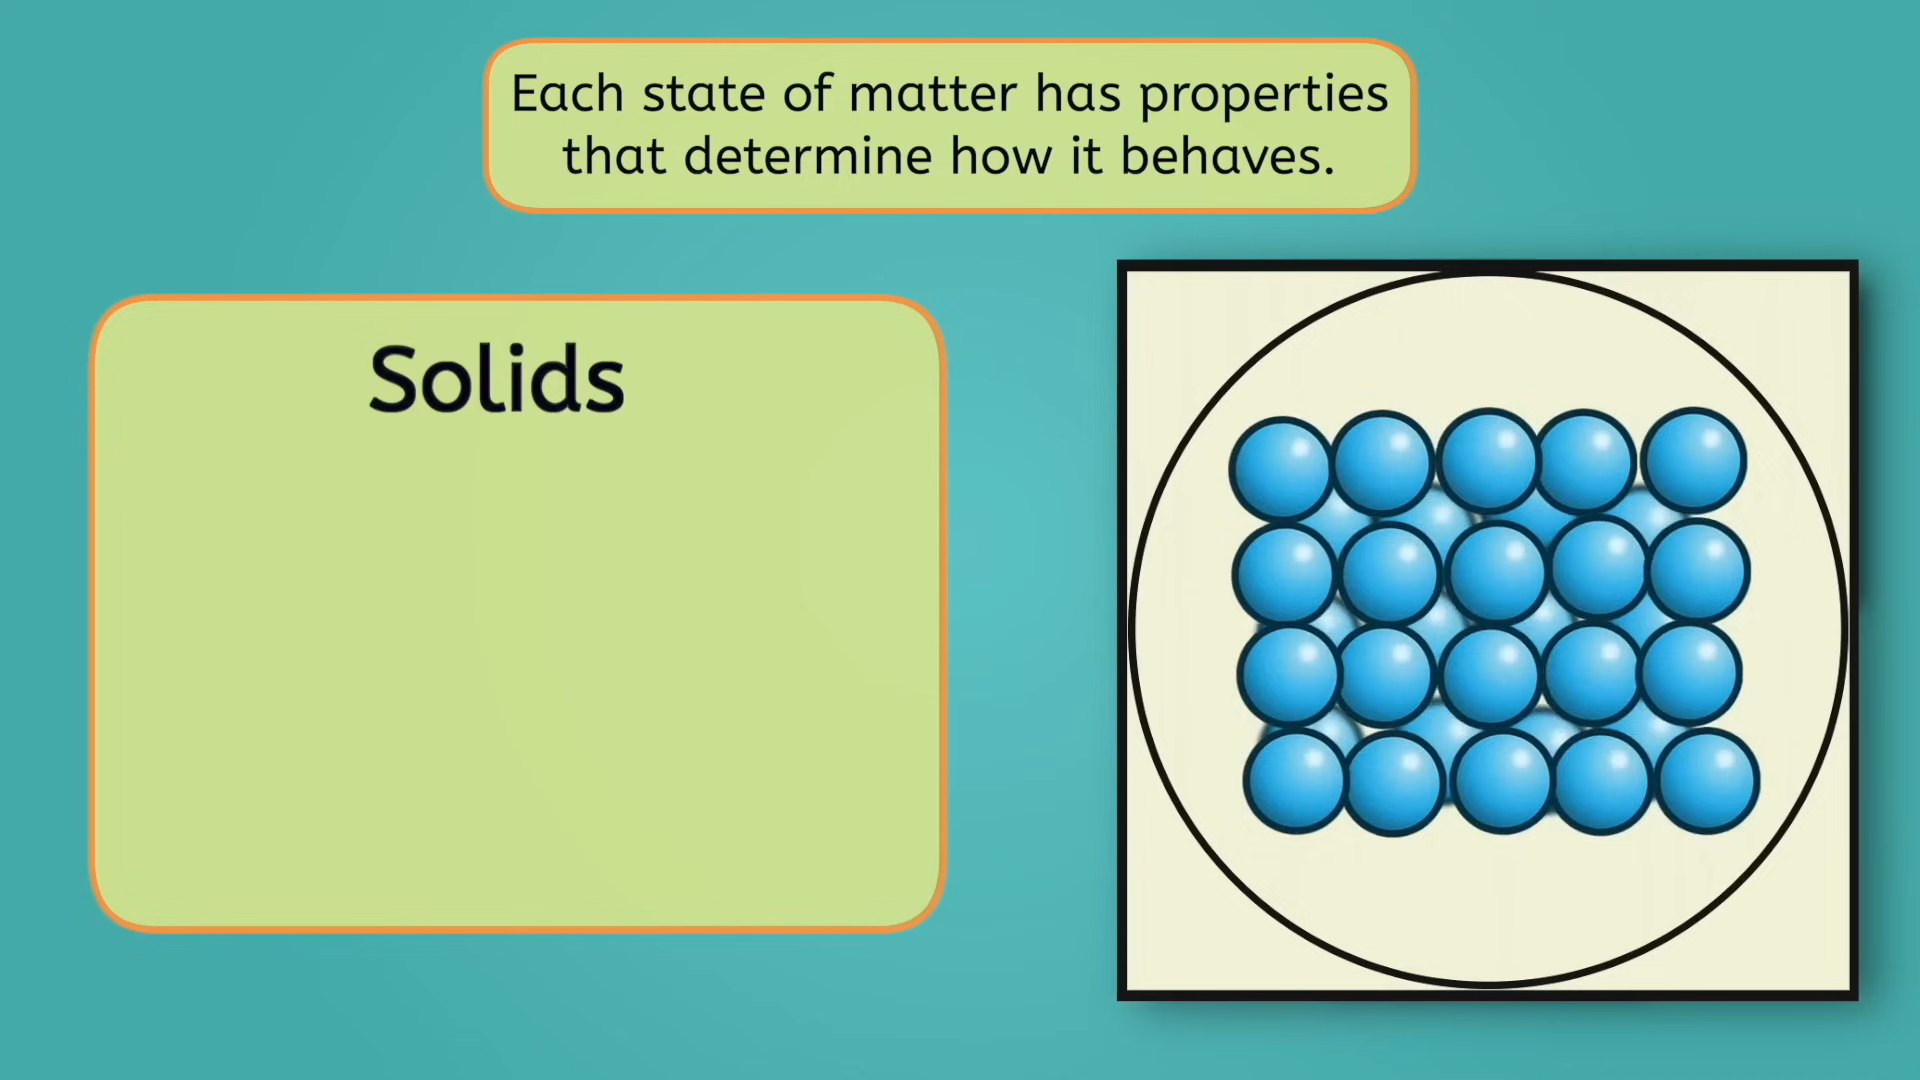 Each state of matter has properties
that determine how it behaves.
Solids